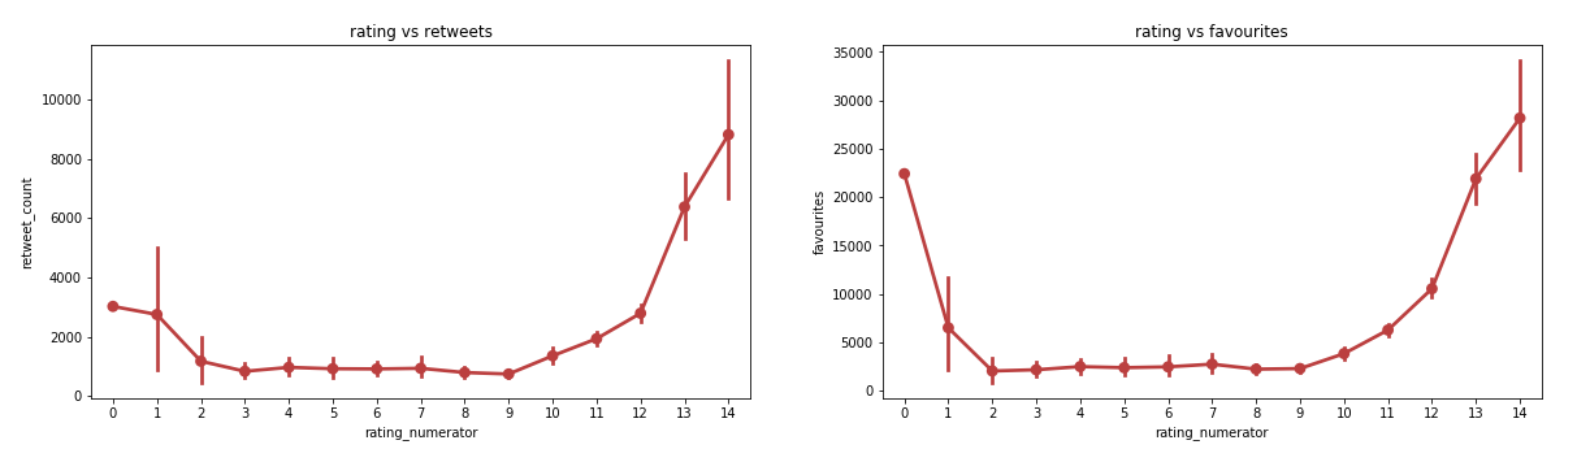 rating vs retweets
10000
8000
6000
4000
2000
0
retweet_count
0 1 2 3 4 5 6 7 8 9 10 11 12 13 14
rating_numerator
rating vs favourites
35000
30000
25000
20000
15000
10000
5000
0
favourites
0 1 2 3 4 5 6 7 8 9 10 11 12 13 14
rating_numerator